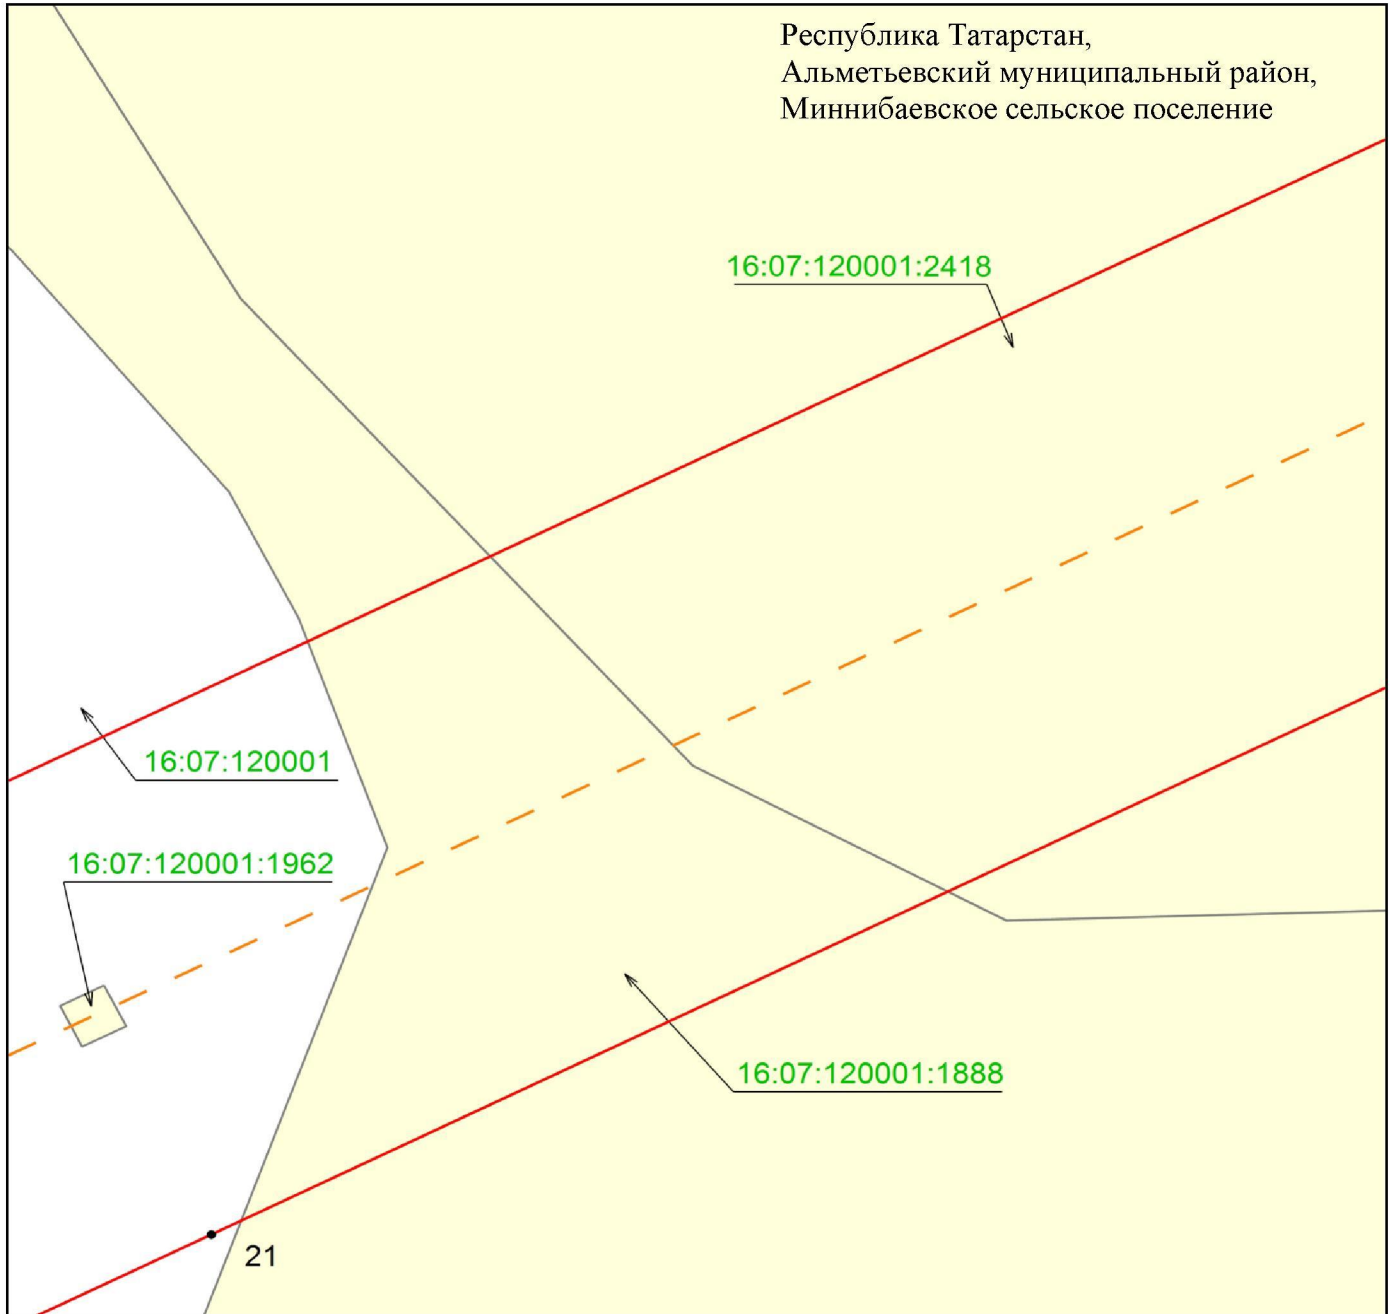 Республика Татарстан,
Альметьевский муниципальный район,
Миннибаевское сельское поселение
16:07:120001:2418
16:07:120001
16:07:120001:1962
16:07:120001:1888
21